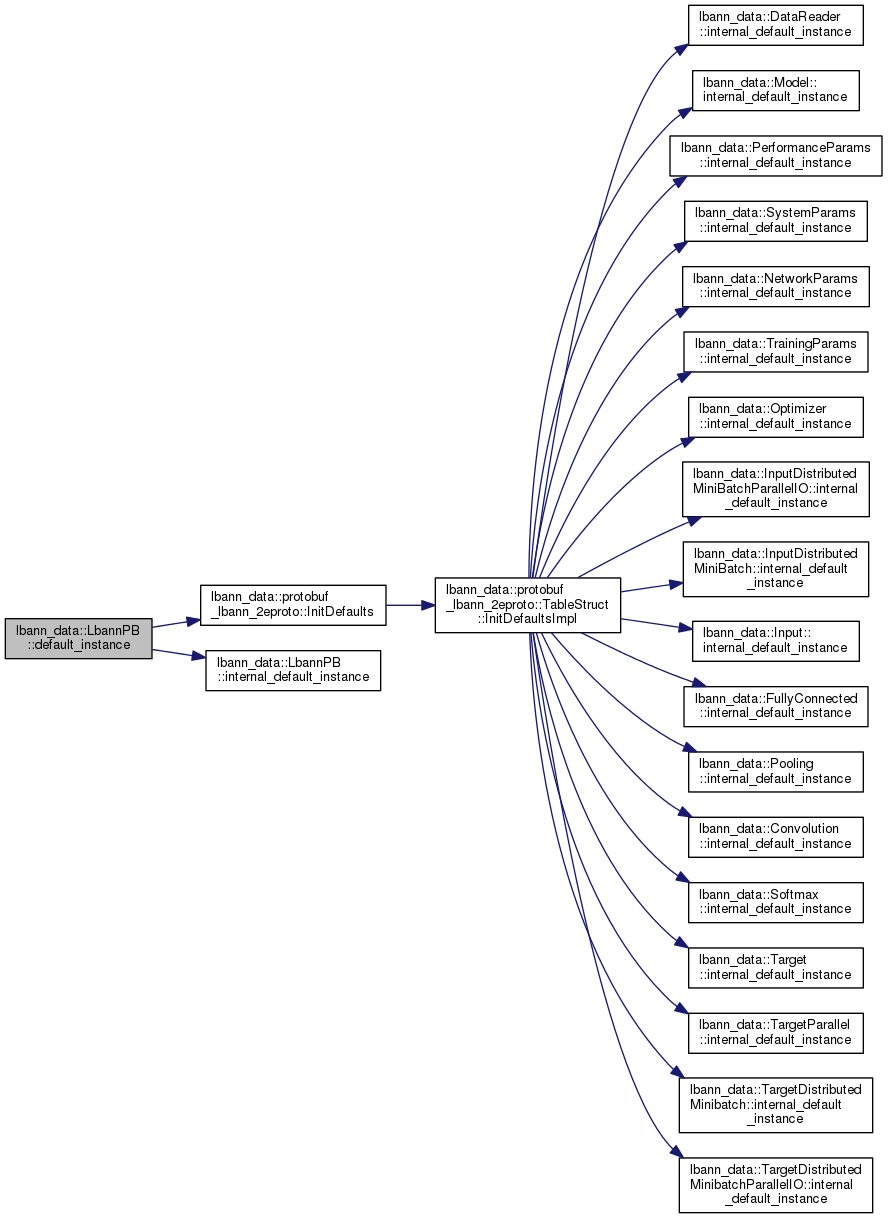 lbann_data::LbannPB
::default_instance
lbann_data::protobuf
_lbann_2eproto::InitDefaults
lbann_data::LbannPB
::internal_default_instance
lbann_data::protobuf
_lbann_2eproto::TableStruct
::InitDefaultsImpl
lbann_data::DataReader
::internal_default_instance
lbann_data::Model::
internal_default_instance
lbann_data::PerformanceParams
::internal_default_instance
lbann_data::SystemParams
::internal_default_instance
lbann_data::NetworkParams
::internal_default_instance
lbann_data::TrainingParams
::internal_default_instance
lbann_data::Optimizer
::internal_default_instance
lbann_data::InputDistributed
MiniBatchParallelIO::internal
_default_instance
lbann_data::InputDistributed
MiniBatch::internal_default
_instance
lbann_data::Input::
internal_default_instance
lbann_data::FullyConnected
::internal_default_instance
lbann_data::Pooling
::internal_default_instance
lbann_data::Convolution
::internal_default_instance
lbann_data::Softmax
::internal_default_instance
lbann_data::Target
::internal_default_instance
lbann_data::TargetParallel
::internal_default_instance
lbann_data::TargetDistributed
Minibatch::internal_default
_instance
lbann_data::TargetDistributed
MinibatchParallelIO::internal
_default_instance